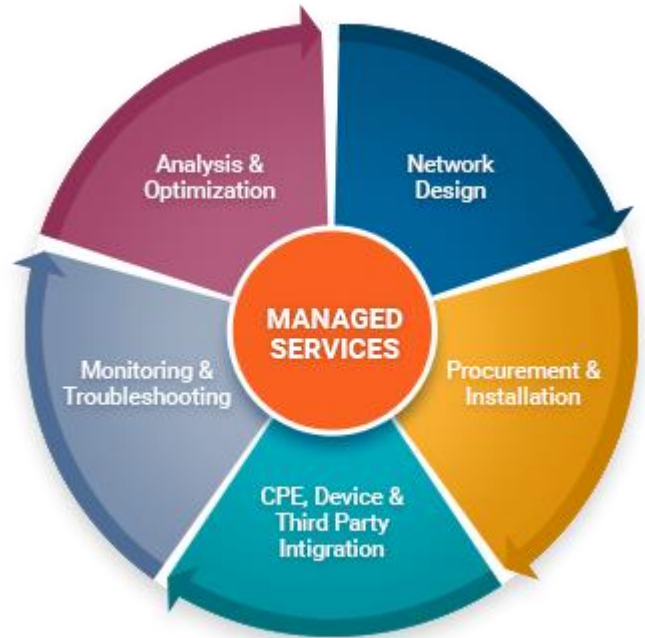 Analysis &
Optimization
Network
Design
MANAGED
SERVICES
Monitoring &
Troubleshooting
Procurement &
Installation
CPE, Device &
Third Party
Intigration